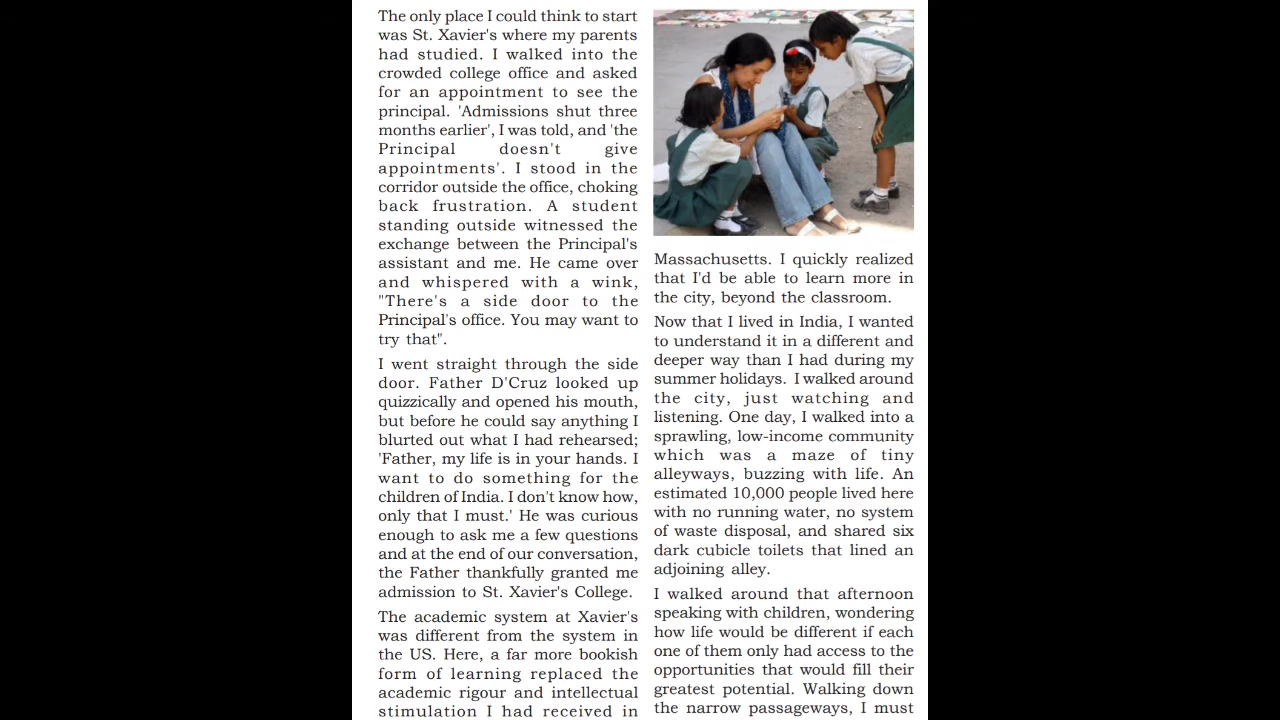 The only place I could think to start
was St. Xavier's where my parents
had studied. I walked into the
crowded college office and asked
for an appointment to see the
principal. 'Admissions shut three
months earlier', I was told, and 'the
Principal doesn't give
appointments'. I stood in the
corridor outside the office, choking
back frustration. A student
standing outside witnessed the
exchange between the Principal's
assistant and me. He came over
and whispered with a wink,
"There's a side door to the
Principal's office. You may want to
try that".
I went straight through the side
door. Father D'Cruz looked up
quizzically and opened his mouth,
but before he could say anything I
blurted out what I had rehearsed;
'Father, my life is in your hands. I
want to do something for the
children of India. I don't know how,
only that I must.' He was curious
enough to ask me a few questions
and at the end of our conversation,
the Father thankfully granted me
admission to St. Xavier's College.
The academic system at Xavier's
was different from the system in
the US. Here, a far more bookish
form of learning replaced the
academic rigour and intellectual
stimulation I had received in
Massachusetts. I quickly realized
that I'd be able to learn more in
the city, beyond the classroom.
Now that I lived in India, I wanted
to understand it in a different and
deeper way than I had during my
summer holidays. I walked around
the city, just watching and
listening. One day, I walked into a
sprawling, low-income community
which was a maze of tiny
alleyways, buzzing with life. An
estimated 10,000 people lived here
with no running water, no system
of waste disposal, and shared six
dark cubicle toilets that lined an
adjoining alley.
I walked around that afternoon
speaking with children, wondering
how life would be different if each
one of them only had access to the
opportunities that would fill their
greatest potential. Walking down
the narrow passageways, I must